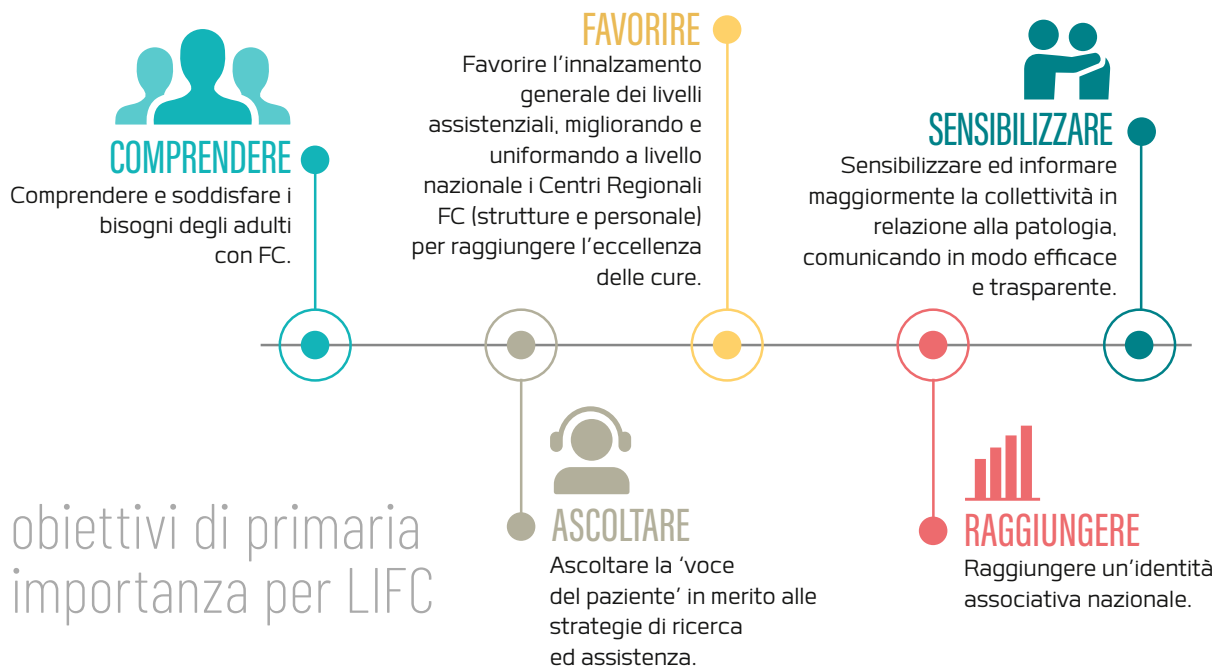 COMPRENDERE
Comprendere e soddisfare i
bisogni degli adulti
con FC.
ASCOLTARE
Ascoltare la ‘voce
del paziente’ in merito alle
strategie di ricerca
ed assistenza.
FAVORIRE
Favorire l’innalzamento
generale dei livelli
assistenziali, migliorando e
uniformando a livello
nazionale i Centri Regionali
FC (strutture e personale)
per raggiungere l’eccellenza
delle cure.
RAGGIUNGERE
Raggiungere un’identità
associativa nazionale.
SENSIBILIZZARE
Sensibilizzare ed informare
maggiormente la collettività in
relazione alla patologia,
comunicando in modo efficace
e trasparente.
obiettivi di primaria
importanza per LIFC